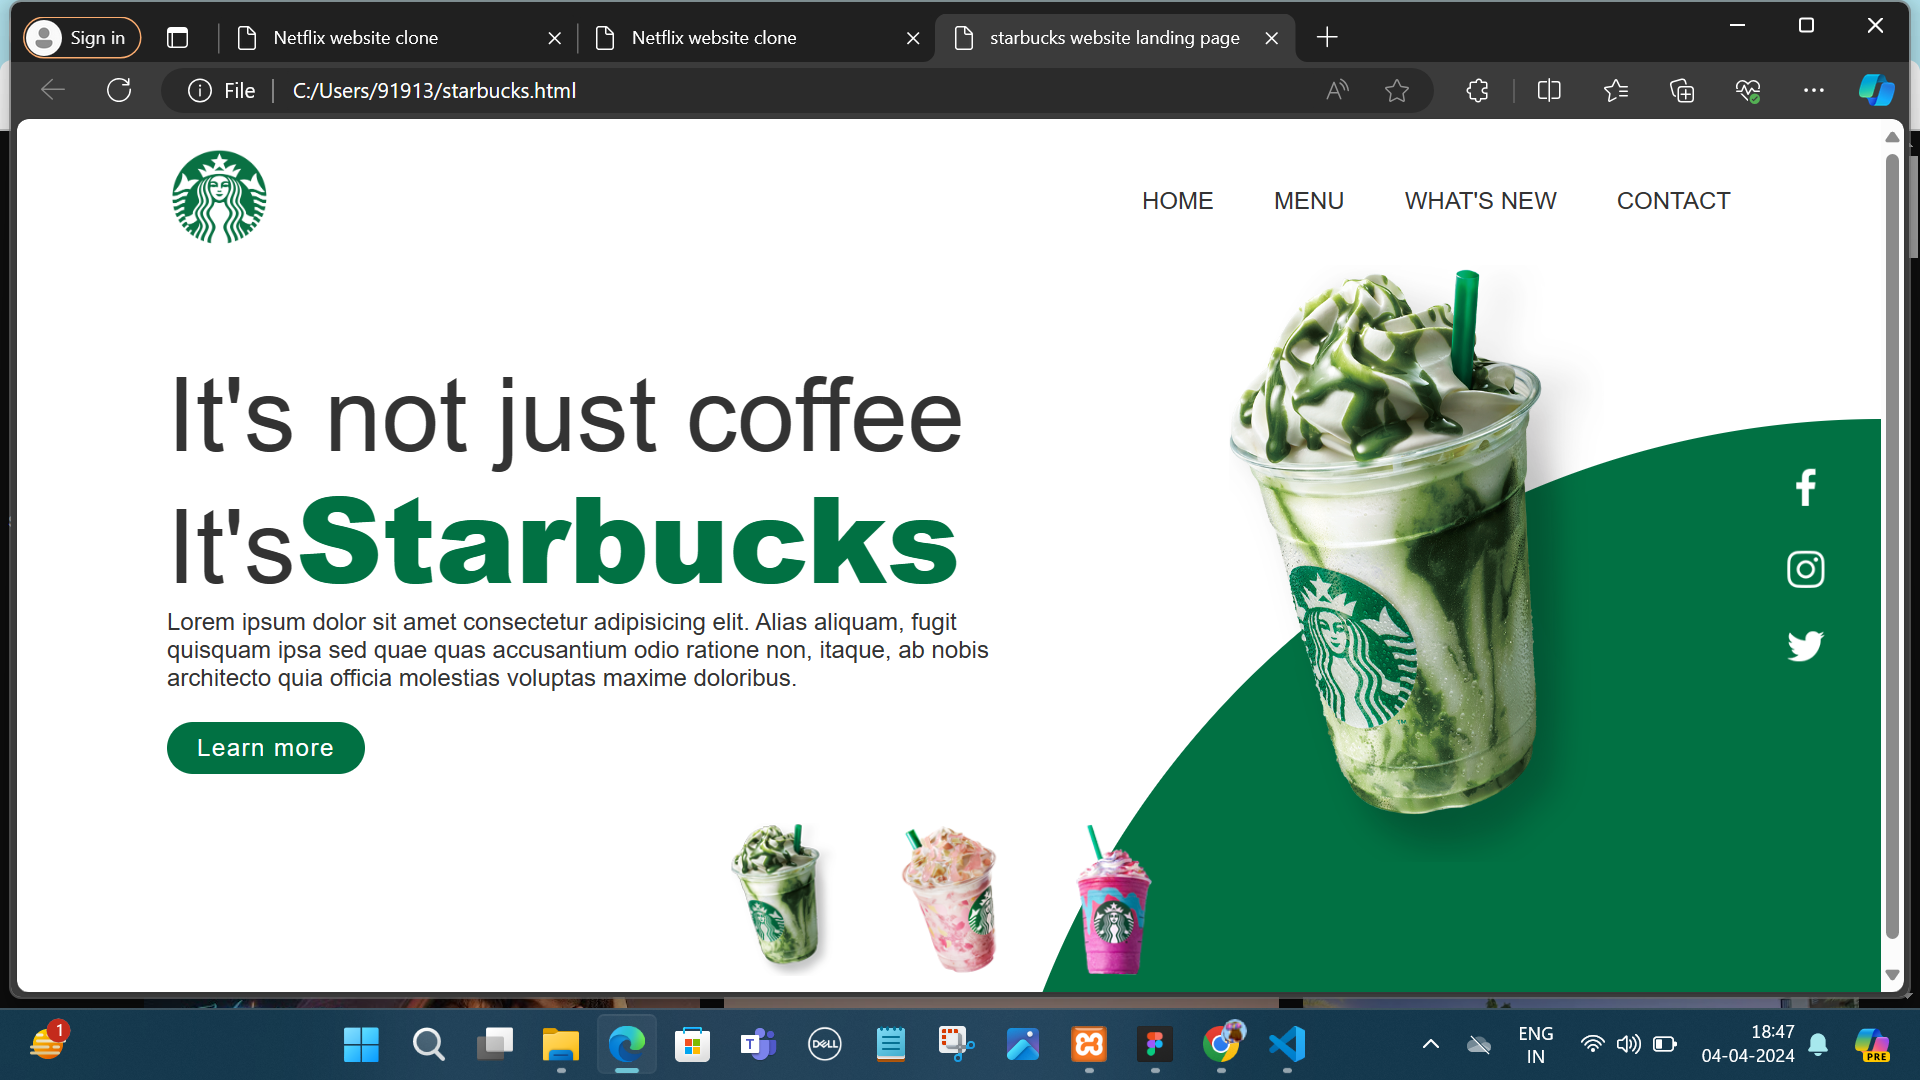 Sign in
Netflix website clone
Netflix website clone
starbucks website landing page
File
C:/Users/91913/starbucks.html
HOME
MENU
WHAT'S NEW
CONTACT
It's not just coffee
It'sStarbucks
Lorem ipsum dolor sit amet consectetur adipisicing elit. Alias aliquam, fugit
quisquam ipsa sed quae quas accusantium odio ratione non, itaque, ab nobis
architecto quia officia molestias voluptas maxime doloribus.
Learn more
TM
1
T
DELL
ENG
IN
18:47
04-04-2024
PRE